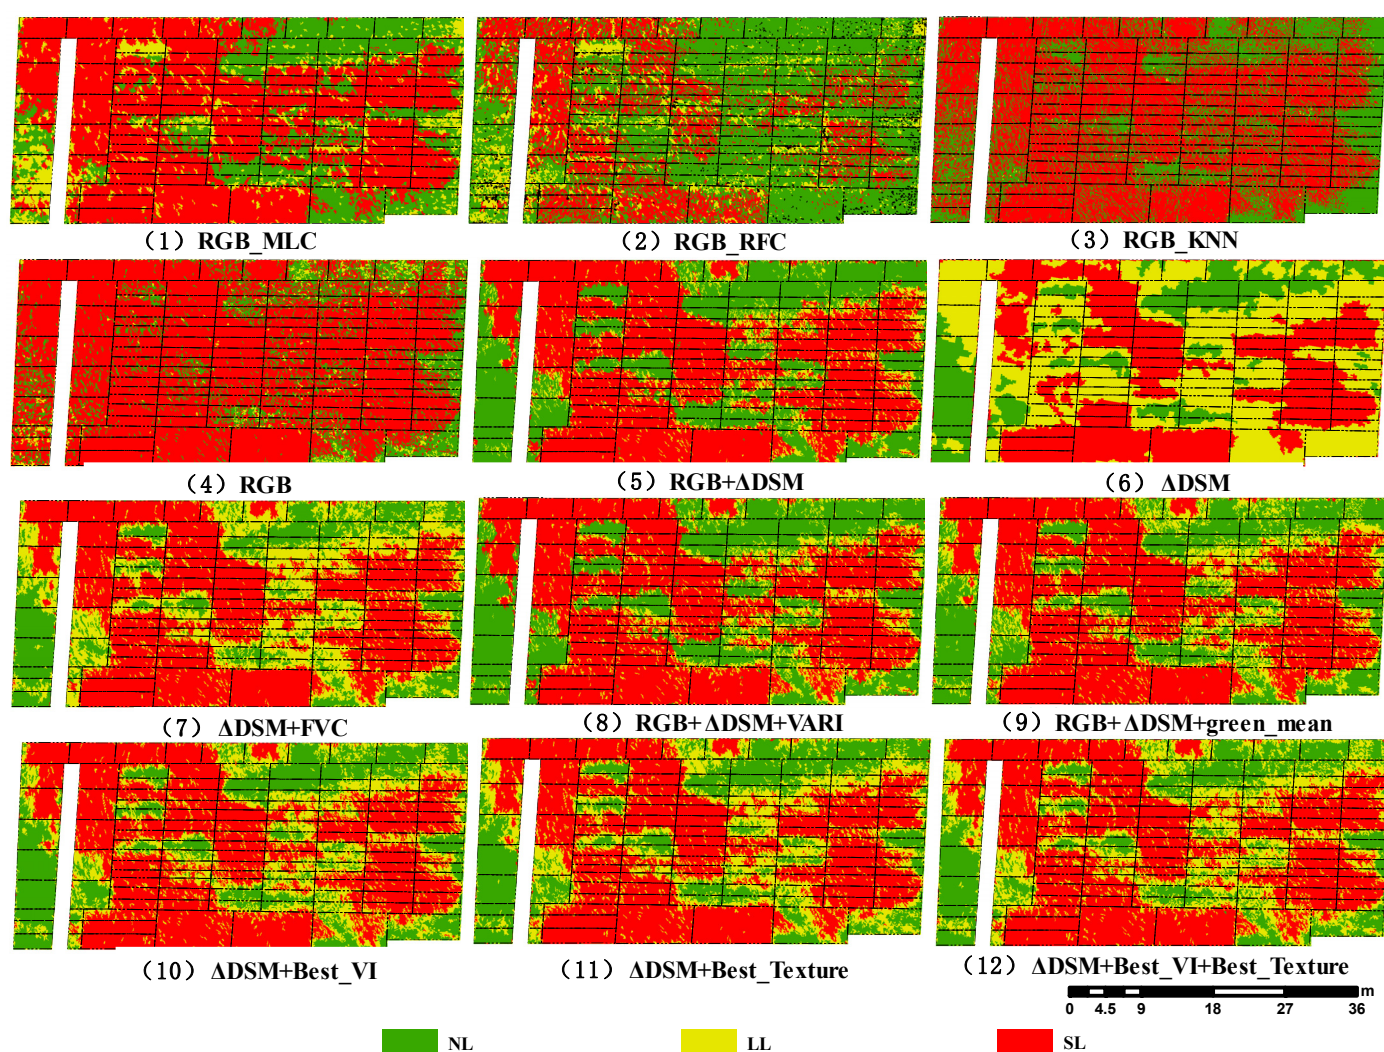 （1）RGB_MLC
（2）RGB_RFC
（3）RGB_KNN
（4）RGB
（5）RGB+ΔDSM
（6）ΔDSM
（7）ΔDSM+FVC
（8）RGB+ΔDSM+VARI
（9）RGB+ΔDSM+green_mean
（10）ΔDSM+Best_VI
（11）ΔDSM+Best_Texture
（12）ΔDSM+Best_VI+Best_Texture
m
0 4.5 9 18 27 36
NL LL SL